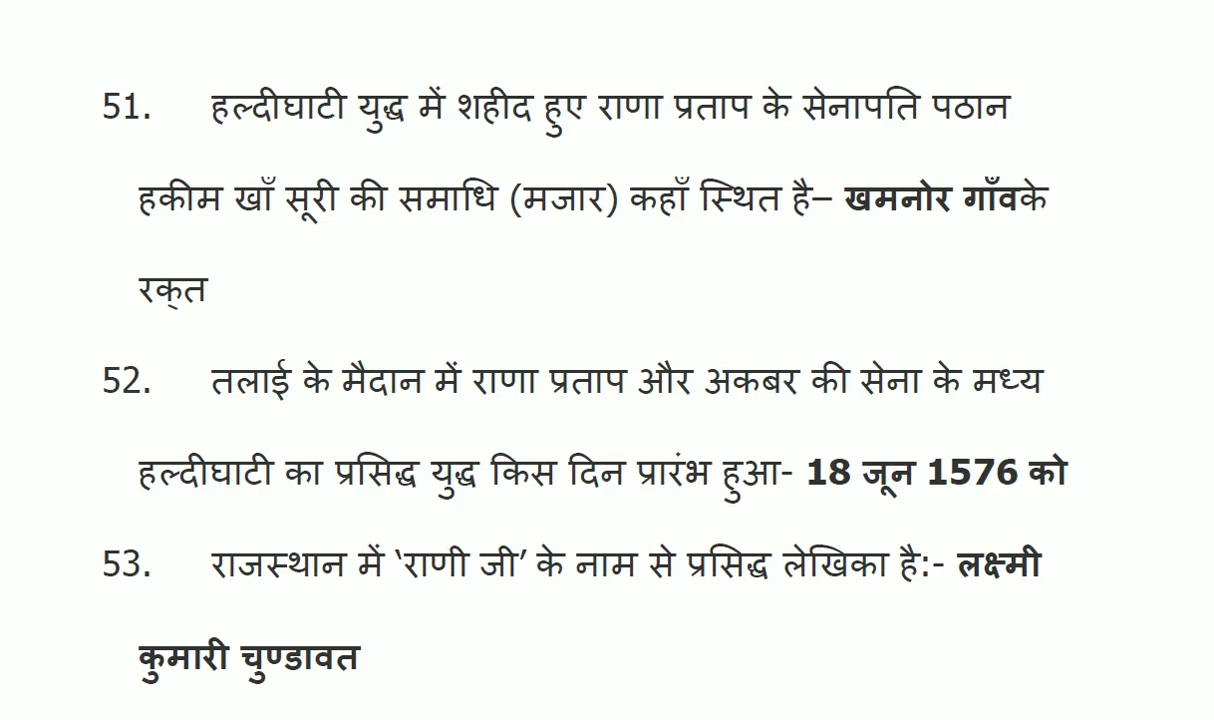 51. हल्दीघाटी युद्ध में शहीद हुए राणा प्रताप के सेनापति पठान
हकीम खाँ सूरी की समाधि (मजार) कहाँ स्थित है– खमनोर गाँवके
रक्‌त
52. तलाई के मैदान में राणा प्रताप और अकबर की सेना के मध्य
हल्दीघाटी का प्रसिद्ध युद्ध किस दिन प्रारंभ हुआ- 18 जून 1576 को
53. राजस्थान में ‘राणी जी’ के नाम से प्रसिद्ध लेखिका है:- लक्ष्मी
कुमारी चुण्डावत